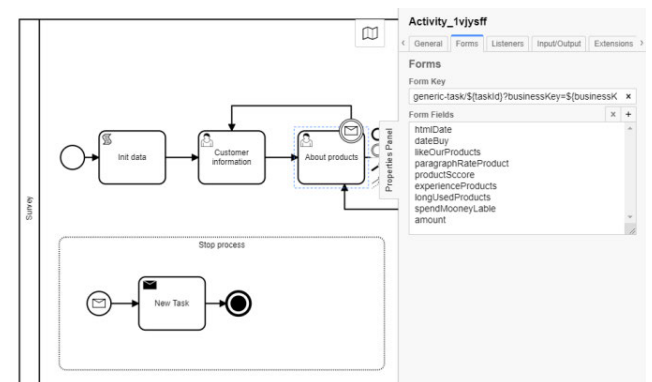 Survey
Init data
Customer
information
About products
Stop process
New Task
Properties Panel
Activity_1vjysff
General Forms Listeners Input/Output Extensions
Forms
Form Key
generic-task/${taskId}?businessKey=${businessK x
Form Fields x +
htmlDate
dateBuy
likeOurProducts
paragraphRateProduct
productSccore
experienceProducts
longUsedProducts
spendMooneyLable
amount